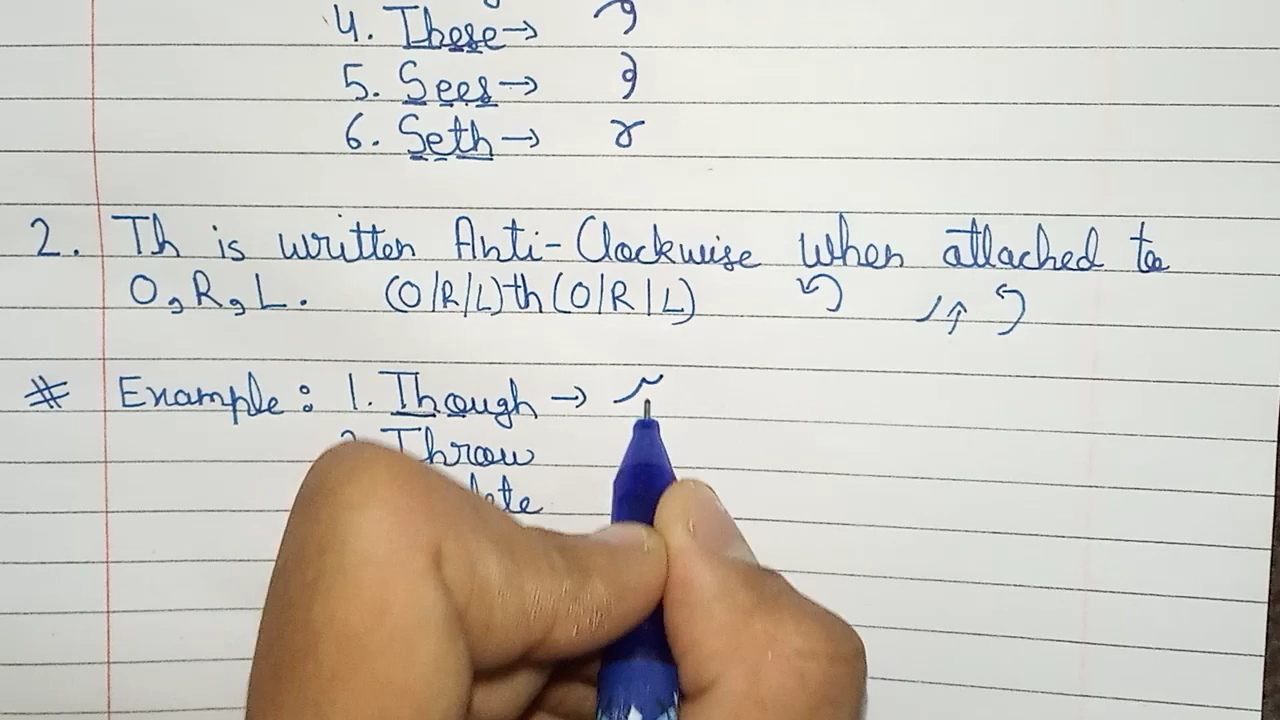 4. These →
5. Sees →
6. Seth →
2. Th is written Anti-Clockwise when attached to
O, R, L. (O/R/L)th(O/R/L)
# Example: 1. Though →
2. Throw